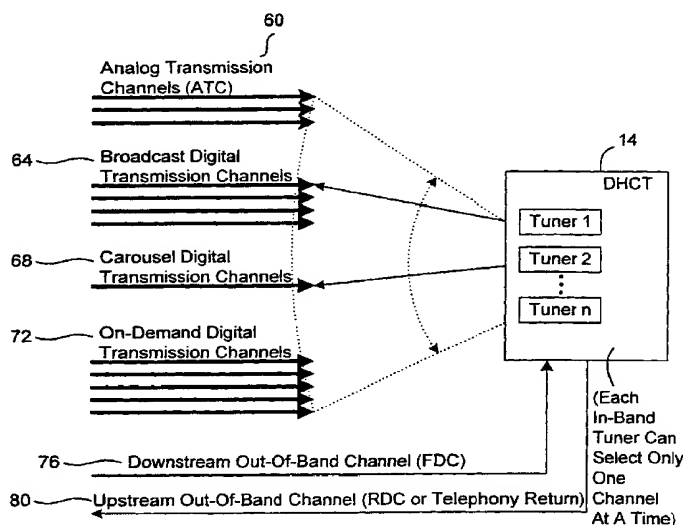 60
Analog Transmission
Channels (ATC)
64
Broadcast Digital
Transmission Channels
68
Carousel Digital
Transmission Channels
72
On-Demand Digital
Transmission Channels
14
DHCT
Tuner 1
Tuner 2
Tuner n
(Each
In-Band
Tuner Can
Select Only
One
Channel
At A Time)
76
Downstream Out-Of-Band Channel (FDC)
80
Upstream Out-Of-Band Channel (RDC or Telephony Return)